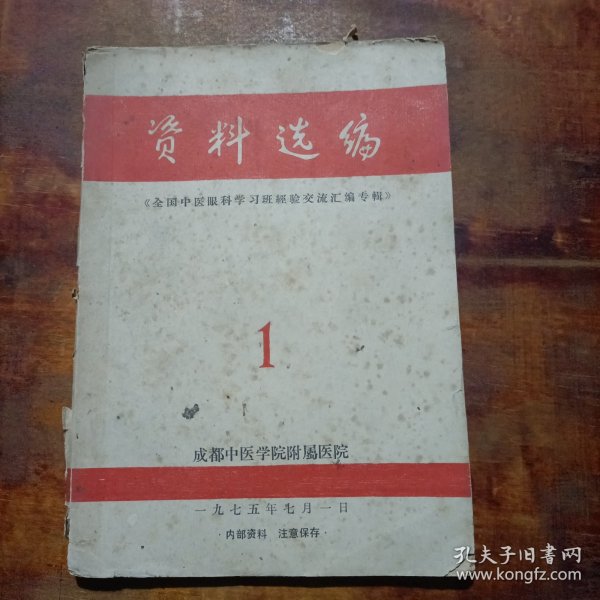 资料选编
《全国中医眼科学习班經验交流汇编专輯》
1
成都中医学院附屬医院
一九七五年七月一日
·内部资料 注意保存·
孔夫子旧书网
www.kongfz.com